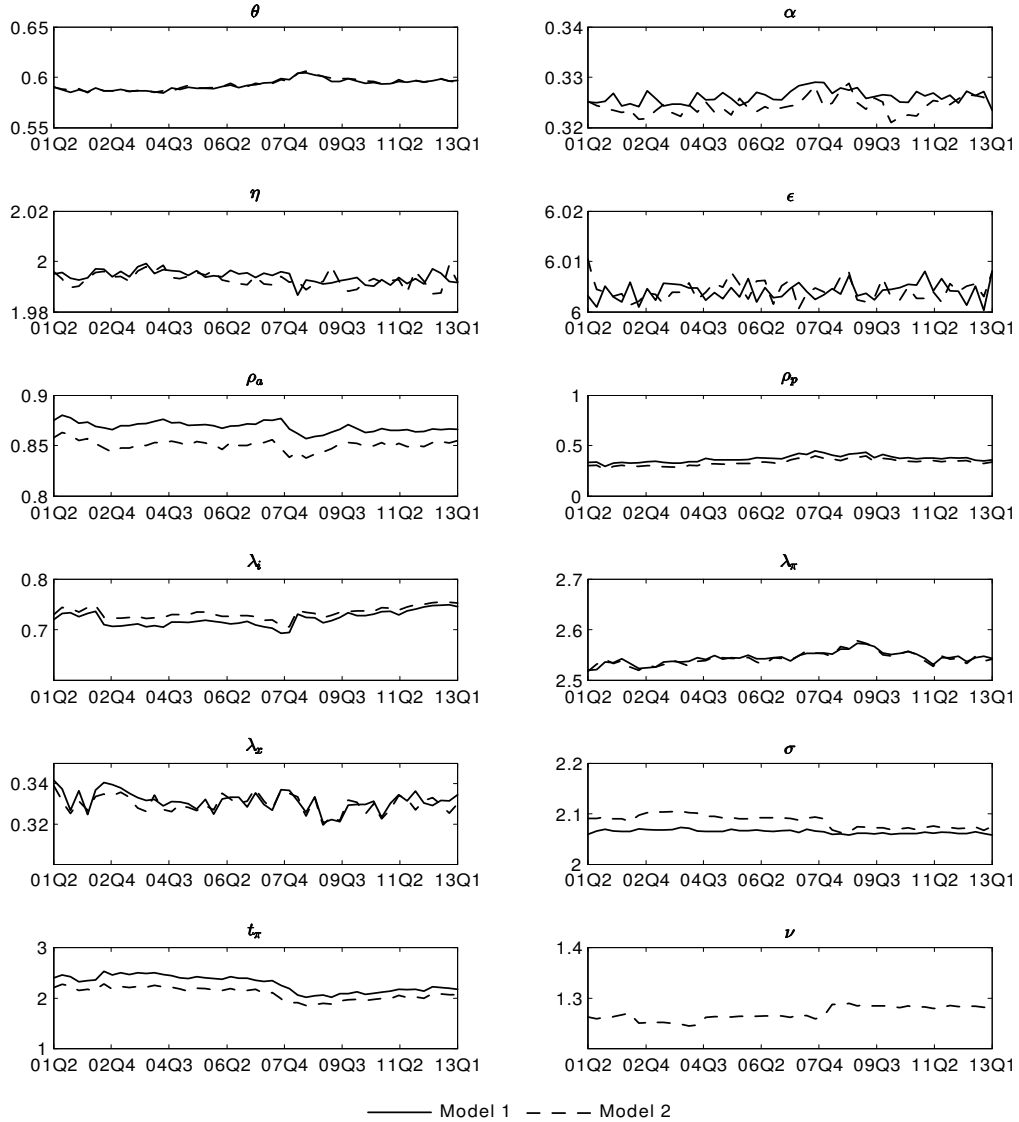 θ
0.65
0.6
0.55
01Q2 02Q4 04Q3 06Q2 07Q4 09Q3 11Q2 13Q1
α
0.34
0.33
0.32
01Q2 02Q4 04Q3 06Q2 07Q4 09Q3 11Q2 13Q1
η
2.02
2
1.98
01Q2 02Q4 04Q3 06Q2 07Q4 09Q3 11Q2 13Q1
ϵ
6.02
6.01
6
01Q2 02Q4 04Q3 06Q2 07Q4 09Q3 11Q2 13Q1
ρa
0.9
0.85
0.8
01Q2 02Q4 04Q3 06Q2 07Q4 09Q3 11Q2 13Q1
ρp
1
0.5
0
01Q2 02Q4 04Q3 06Q2 07Q4 09Q3 11Q2 13Q1
λi
0.8
0.7
01Q2 02Q4 04Q3 06Q2 07Q4 09Q3 11Q2 13Q1
λπ
2.7
2.6
2.5
01Q2 02Q4 04Q3 06Q2 07Q4 09Q3 11Q2 13Q1
λx
0.34
0.32
01Q2 02Q4 04Q3 06Q2 07Q4 09Q3 11Q2 13Q1
σ
2.2
2.1
2
01Q2 02Q4 04Q3 06Q2 07Q4 09Q3 11Q2 13Q1
tπ
3
2
1
01Q2 02Q4 04Q3 06Q2 07Q4 09Q3 11Q2 13Q1
ν
1.4
1.3
01Q2 02Q4 04Q3 06Q2 07Q4 09Q3 11Q2 13Q1
Model 1 Model 2